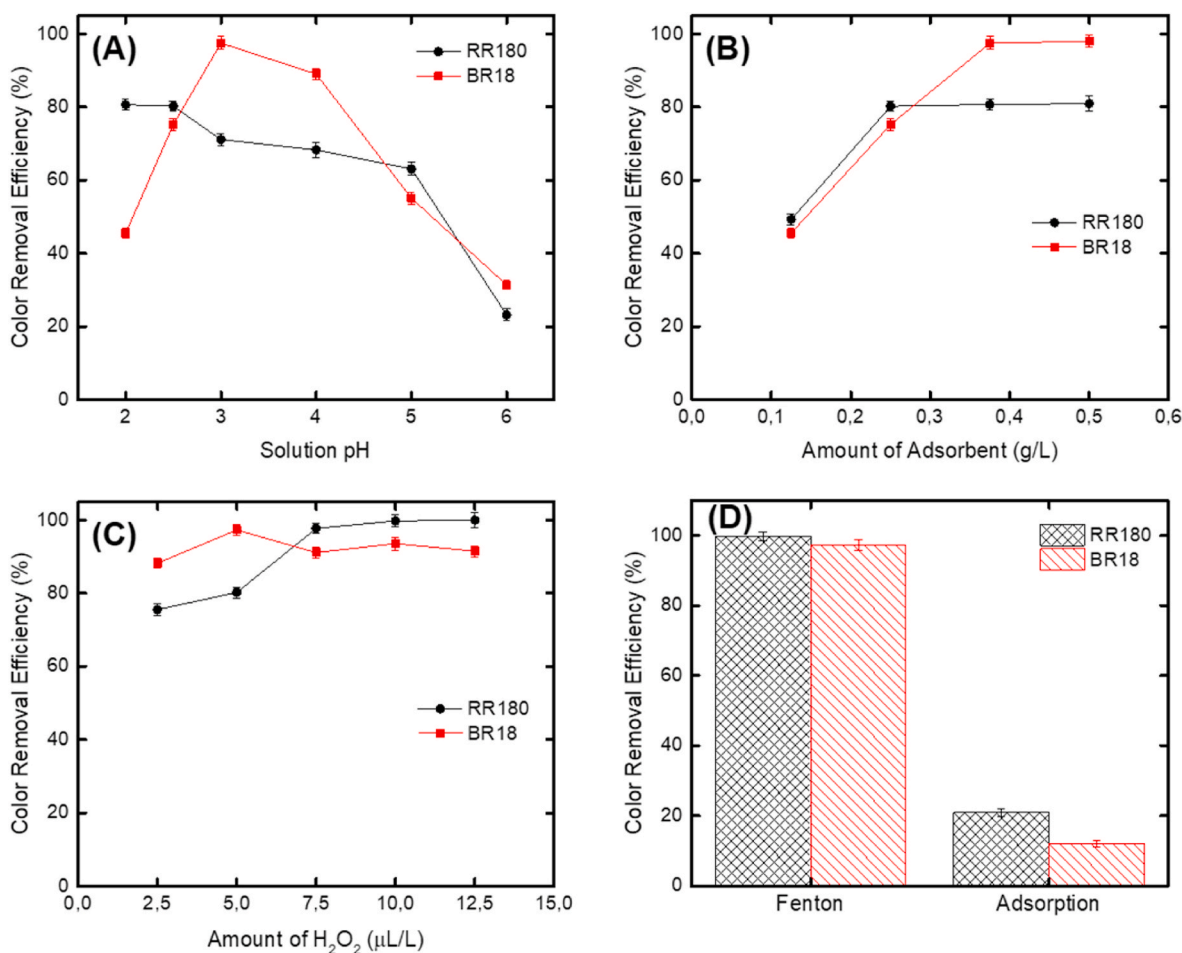 (A)
RR180
BR18
100
80
60
40
20
0
Color Removal Efficiency (%)
2
3
4
5
6
Solution pH
(B)
RR180
BR18
100
80
60
40
20
0
Color Removal Efficiency (%)
0,0
0,1
0,2
0,3
0,4
0,5
0,6
Amount of Adsorbent (g/L)
(C)
RR180
BR18
100
80
60
40
20
0
Color Removal Efficiency (%)
0,0
2,5
5,0
7,5
10,0
12,5
15,0
Amount of H₂O₂ (μL/L)
(D)
RR180
BR18
100
80
60
40
20
0
Color Removal Efficiency (%)
Fenton
Adsorption